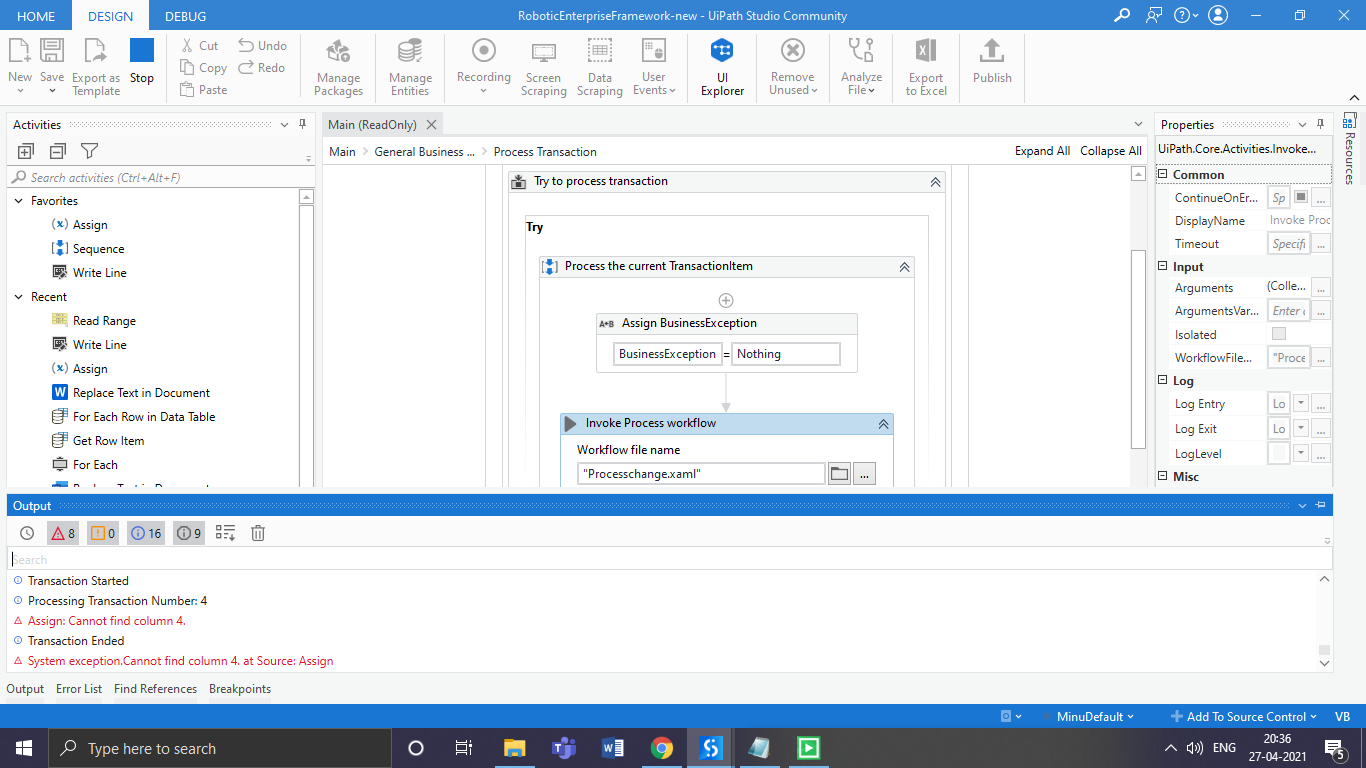 HOME DESIGN DEBUG RoboticEnterpriseFramework-new - UiPath Studio Community
New Save Export as Template Stop
Cut Copy Paste Undo Redo
Manage Packages Manage Entities Recording Screen Scraping Data Scraping User Events UI Explorer Remove Unused Analyze File Export to Excel Publish
Activities
Search activities (Ctrl+Alt+F)
Favorites
Assign
Sequence
Write Line
Recent
Read Range
Write Line
Assign
Replace Text in Document
For Each Row in Data Table
Get Row Item
For Each
Main (ReadOnly)
Main > General Business ... > Process Transaction
Expand All Collapse All
Try to process transaction
Try
Process the current TransactionItem
A*B Assign BusinessException
BusinessException = Nothing
Invoke Process workflow
Workflow file name
"Processchange.xaml" ...
Properties
UiPath.Core.Activities.Invoke...
Common
ContinueOnEr... Sp ...
DisplayName Invoke Proc
Timeout Specifi ...
Input
Arguments (Colle... ...
ArgumentsVar... Enter ...
Isolated
WorkflowFile... "Proce ...
Log
Log Entry Lo ...
Log Exit Lo ...
LogLevel ...
Misc
Resources
Output
8 0 16 9
Search
Transaction Started
Processing Transaction Number: 4
Assign: Cannot find column 4.
Transaction Ended
System exception.Cannot find column 4. at Source: Assign
Output Error List Find References Breakpoints
MinuDefault Add To Source Control VB
Type here to search
ENG
20:36
27-04-2021
5